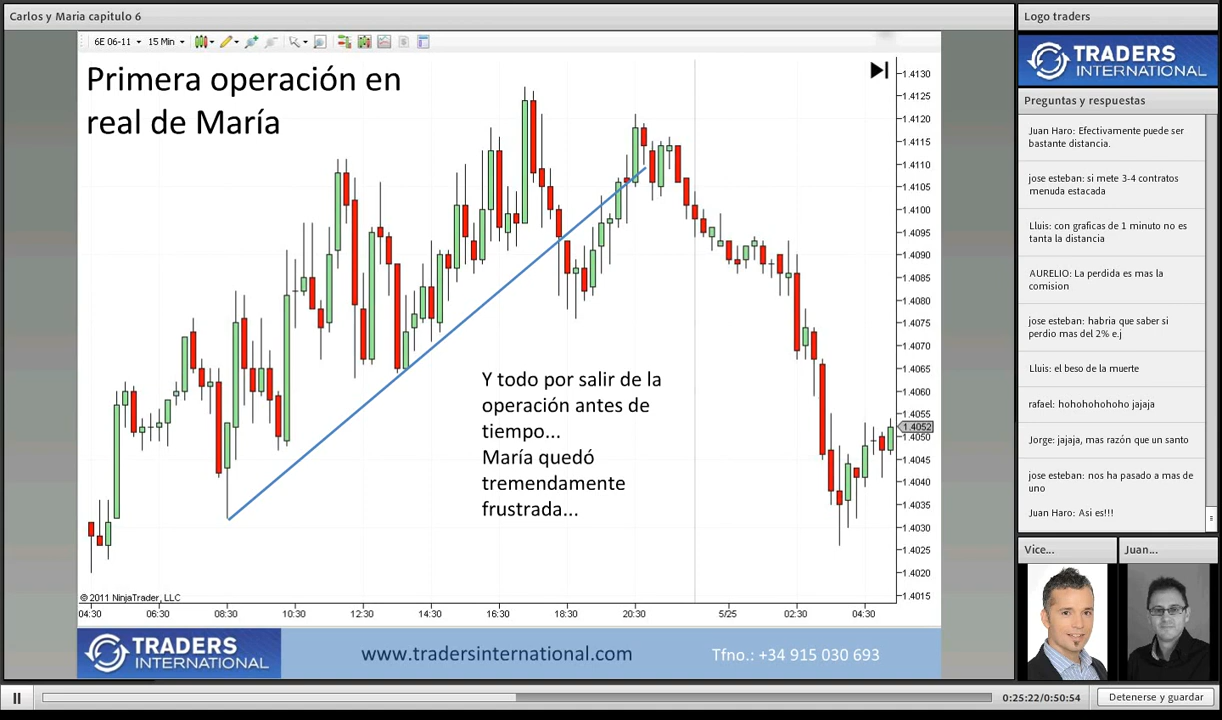 Carlos y Maria capitulo 6
6E 06-11
15 Min
Primera operación en
real de María
Y todo por salir de la
operación antes de
tiempo...
María quedó
tremendamente
frustrada...
1.4130
1.4125
1.4120
1.4115
1.4110
1.4105
1.4100
1.4095
1.4090
1.4085
1.4080
1.4075
1.4070
1.4065
1.4060
1.4055
1.4052
1.4050
1.4045
1.4040
1.4035
1.4030
1.4025
1.4020
1.4015
© 2011 NinjaTrader, LLC
04:30 06:30 08:30 10:30 12:30 14:30 16:30 18:30 20:30 5/25 02:30 04:30
TRADERS
INTERNATIONAL
www.tradersinternational.com
Tfno.: +34 915 030 693
Logo traders
TRADERS
INTERNATIONAL
Preguntas y respuestas
Juan Haro: Efectivamente puede ser
bastante distancia.
jose esteban: si mete 3-4 contratos
menuda estacada
Lluis: con graficas de 1 minuto no es
tanta la distancia
AURELIO: La perdida es mas la
comision
jose esteban: habria que saber si
perdio mas del 2% e.j
Lluis: el beso de la muerte
rafael: hohohohohoho jajaja
Jorge: jajaja, mas razón que un santo
jose esteban: nos ha pasado a mas de
uno
Juan Haro: Asi es!!!
Vice...
Juan...
0:25:22/0:50:54
Detenerse y guardar